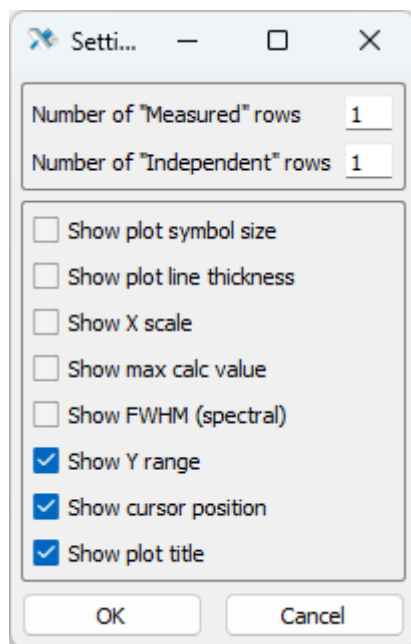 Setti...
Number of "Measured" rows 1
Number of "Independent" rows 1
Show plot symbol size
Show plot line thickness
Show X scale
Show max calc value
Show FWHM (spectral)
Show Y range
Show cursor position
Show plot title
OK Cancel